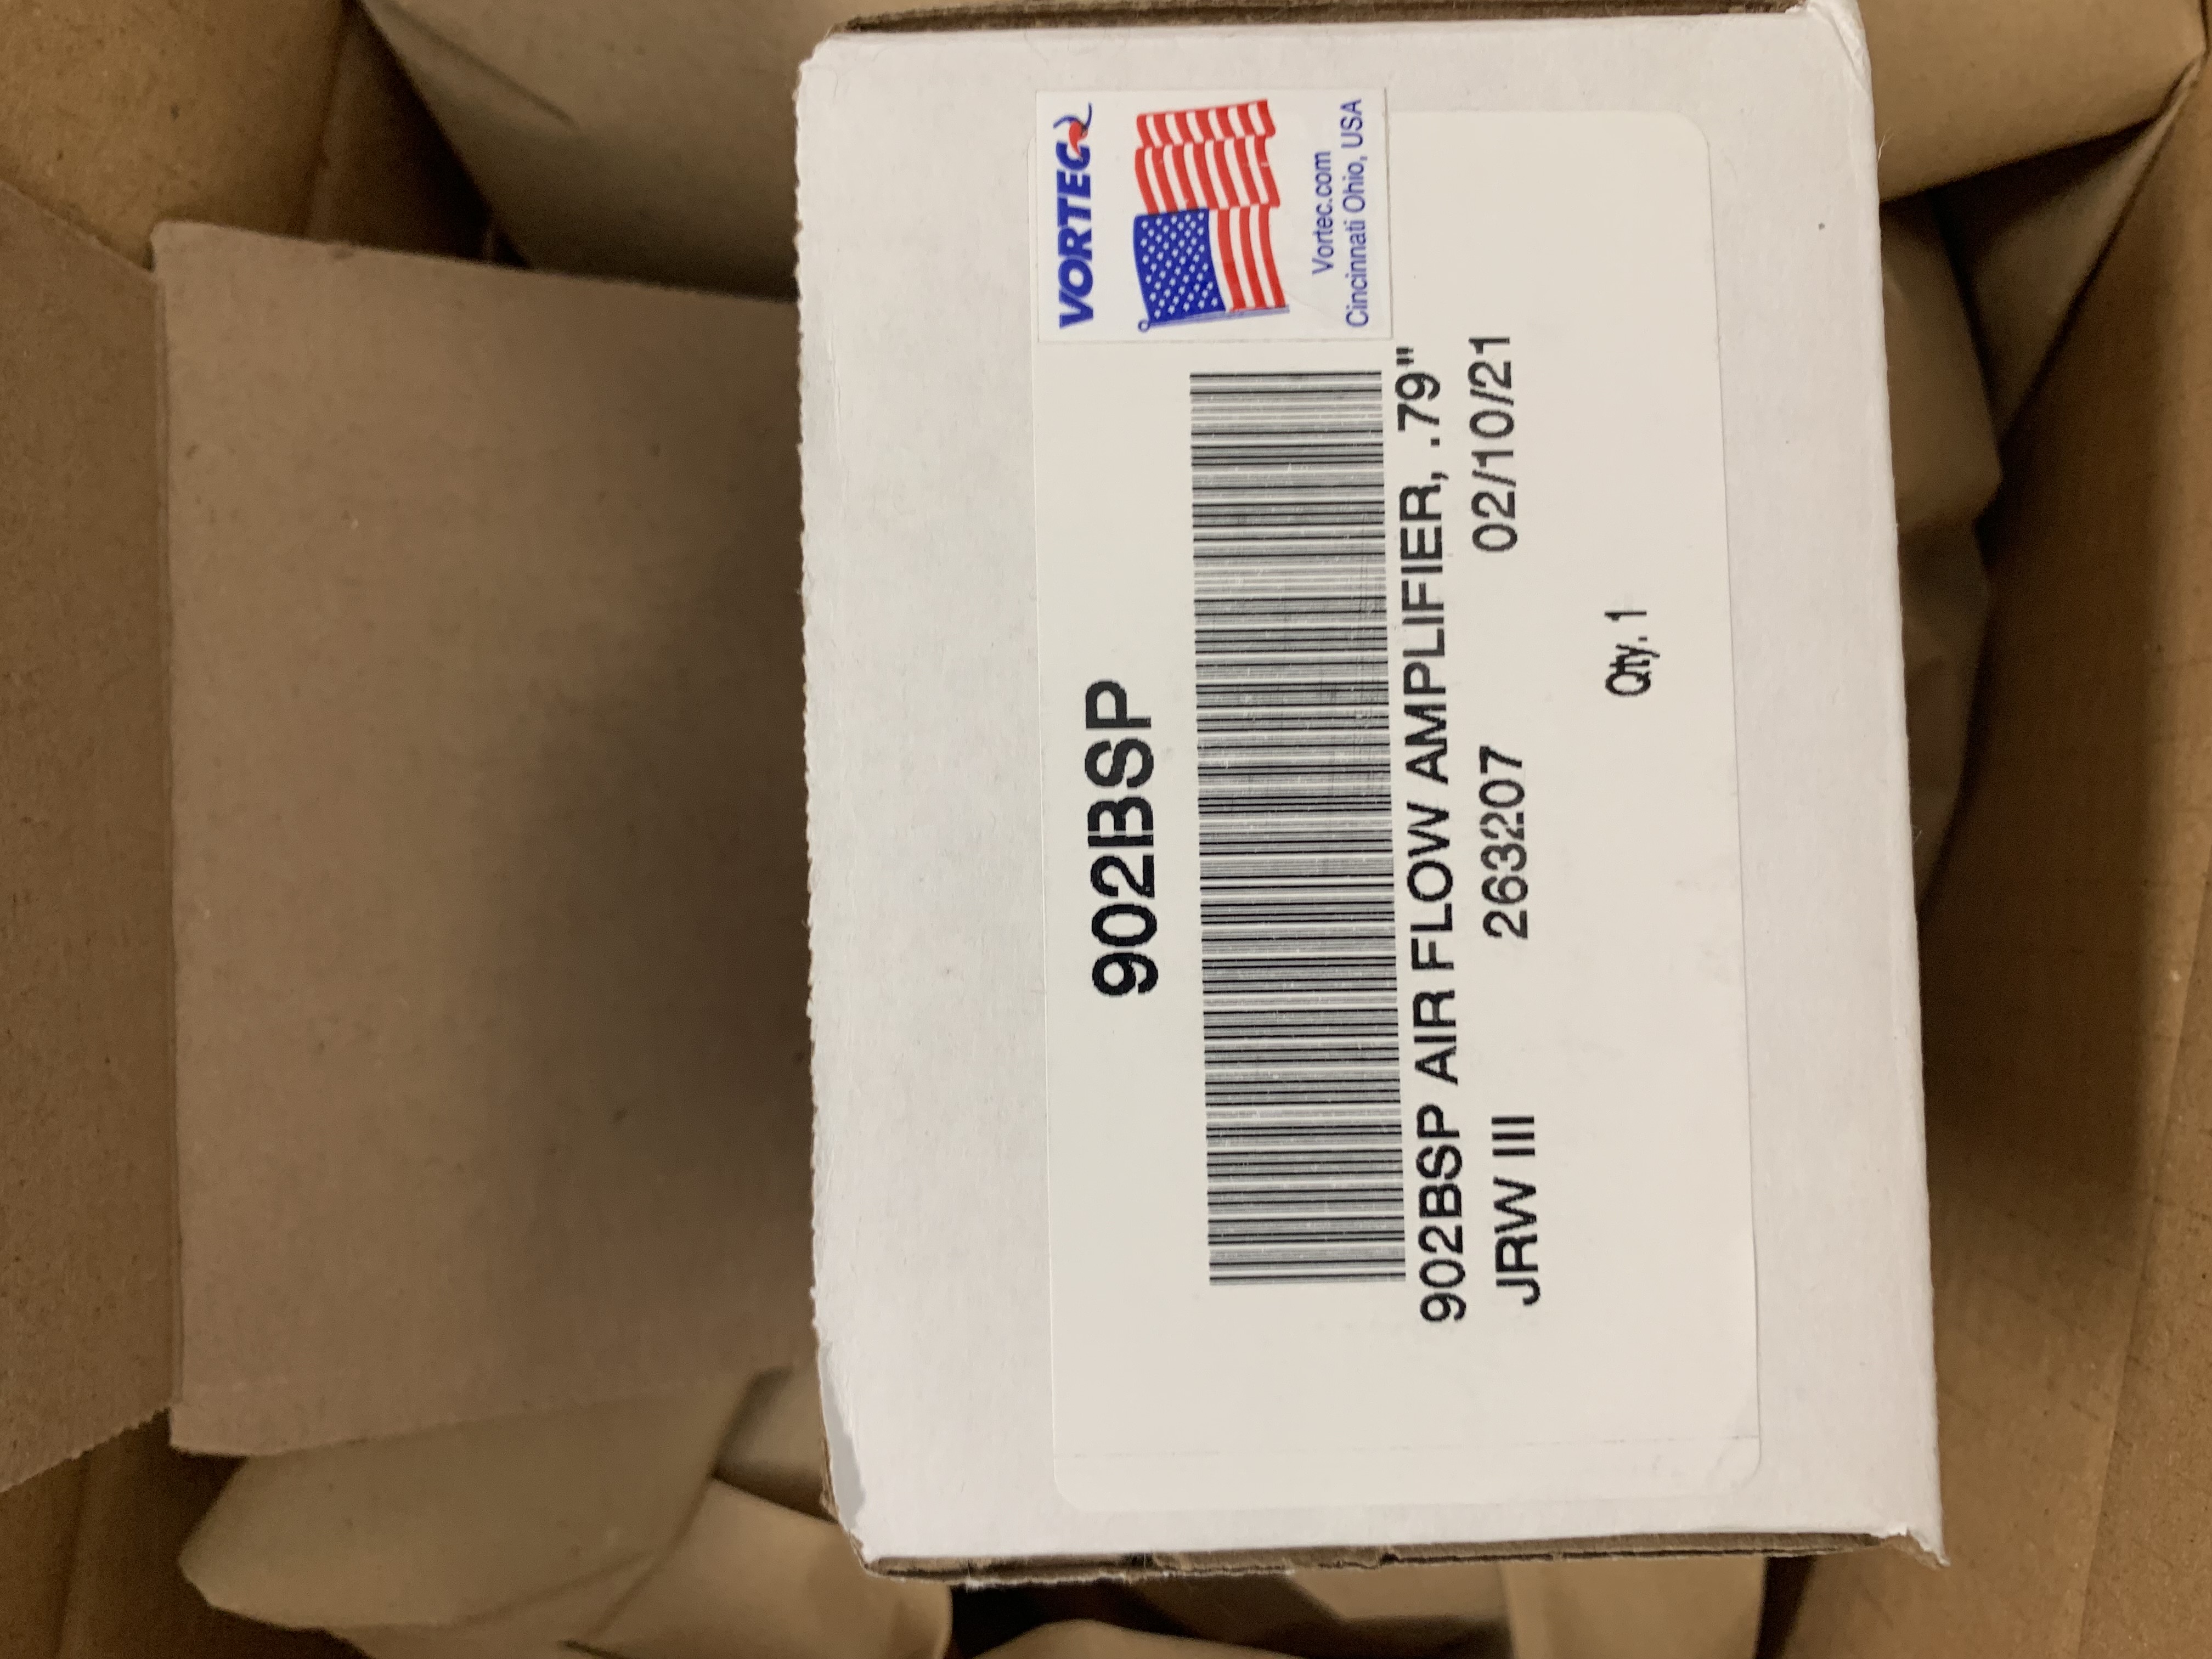 VORTEC
Vortec.com
Cincinnati Ohio, USA
902BSP
902BSP AIR FLOW AMPLIFIER, .79"
JRW III 263207 02/10/21
Qty. 1